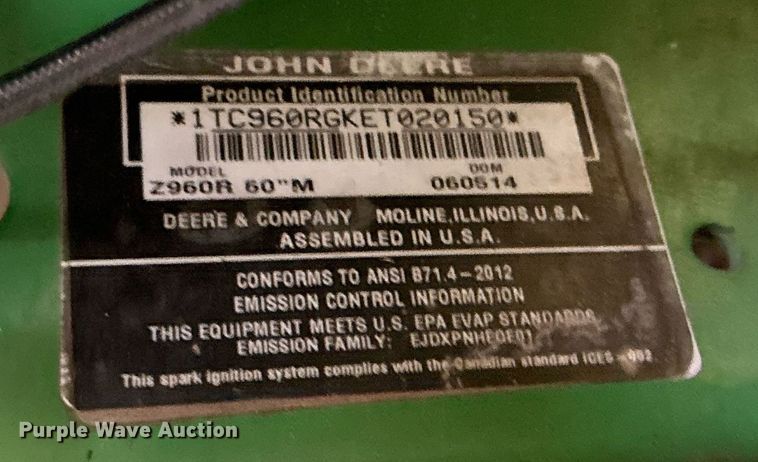 JOHN DEERE
Product Identification Number
*1TC960RGKET020150*
MODEL DOM
Z960R 60"M 060514
DEERE & COMPANY MOLINE, ILLINOIS, U.S.A.
ASSEMBLED IN U.S.A.
CONFORMS TO ANSI B71.4-2012
EMISSION CONTROL INFORMATION
THIS EQUIPMENT MEETS U.S. EPA EVAP STANDARDS.
EMISSION FAMILY:
This spark ignition system complies with the Canadian standard ICES-002
Purple Wave Auction